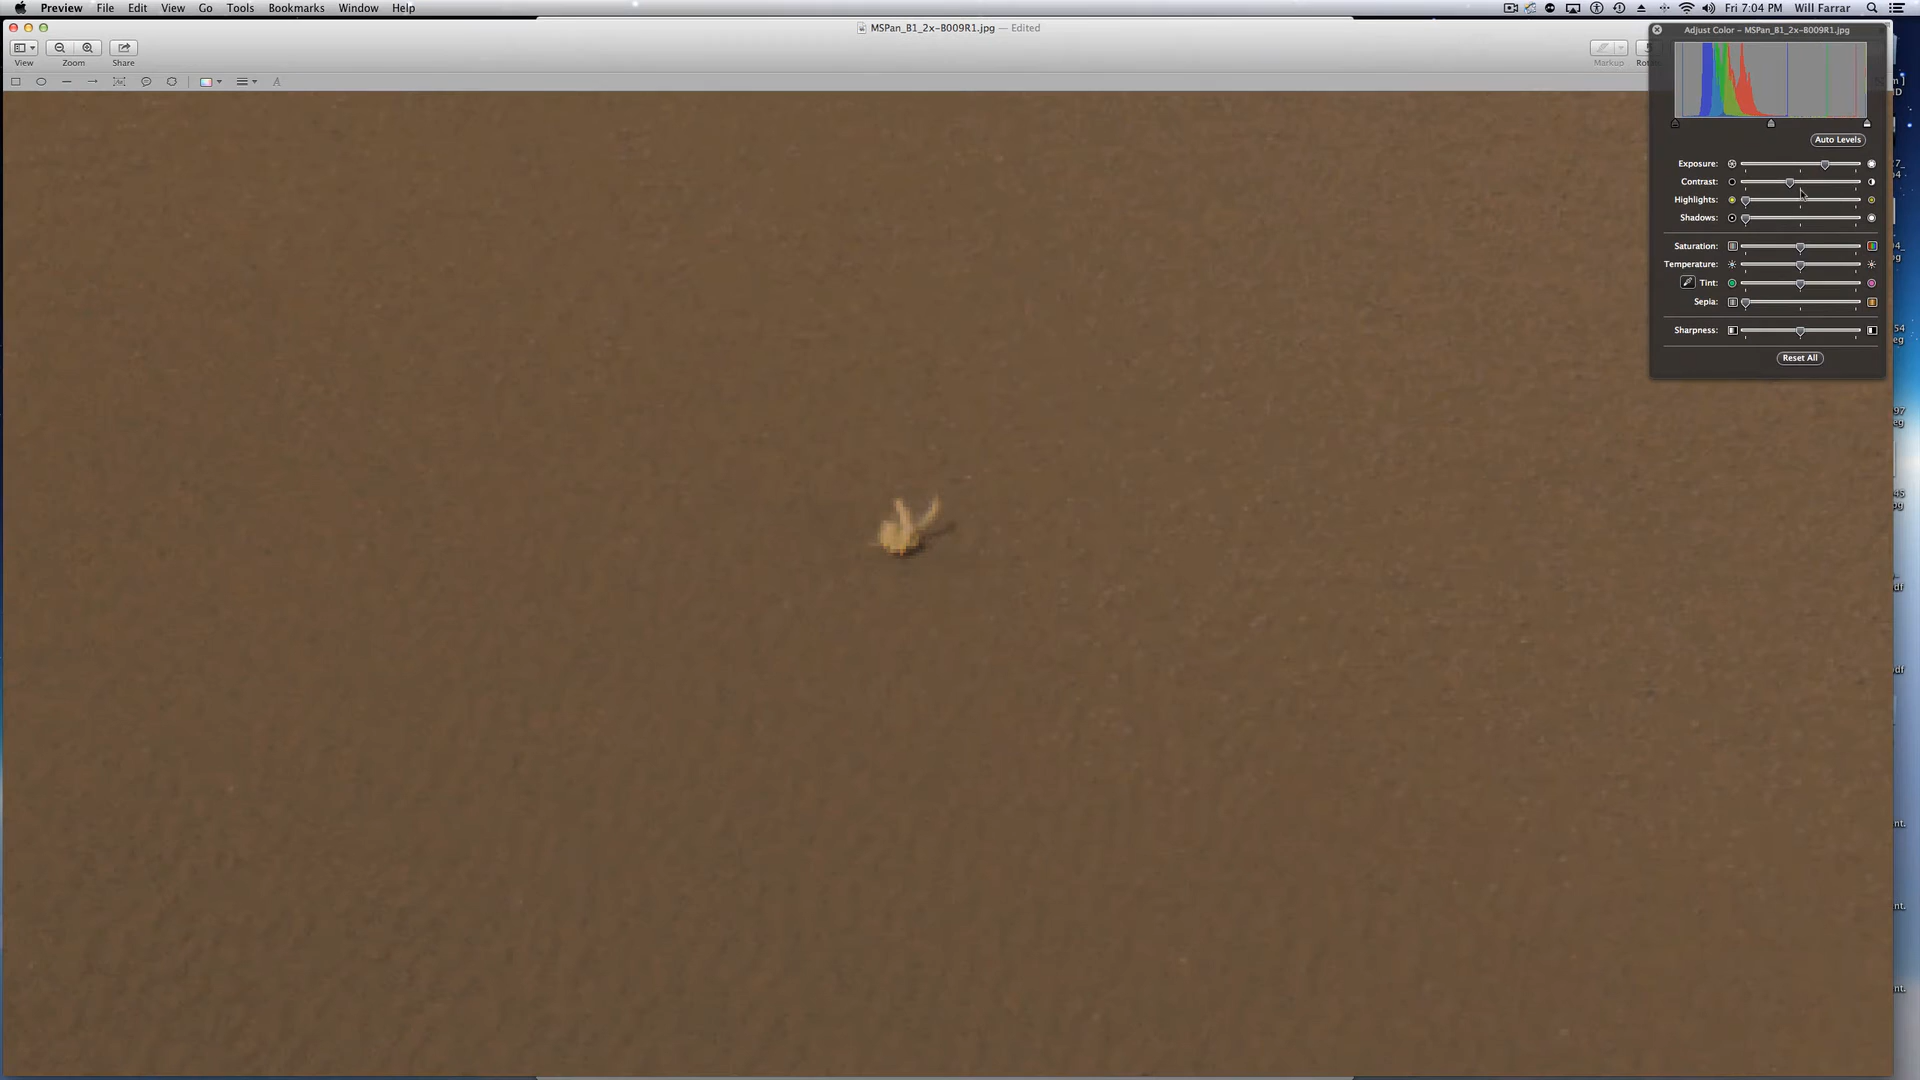 Preview File Edit View Go Tools Bookmarks Window Help Fri 7:04 PM Will Farrar
MSPan_B1_2x-B009R1.jpg — Edited
View Zoom Share Markup
Adjust Color – MSPan_B1_2x-B009R1.jpg
Auto Levels
Exposure:
Contrast:
Highlights:
Shadows:
Saturation:
Temperature:
Tint:
Sepia:
Sharpness:
Reset All